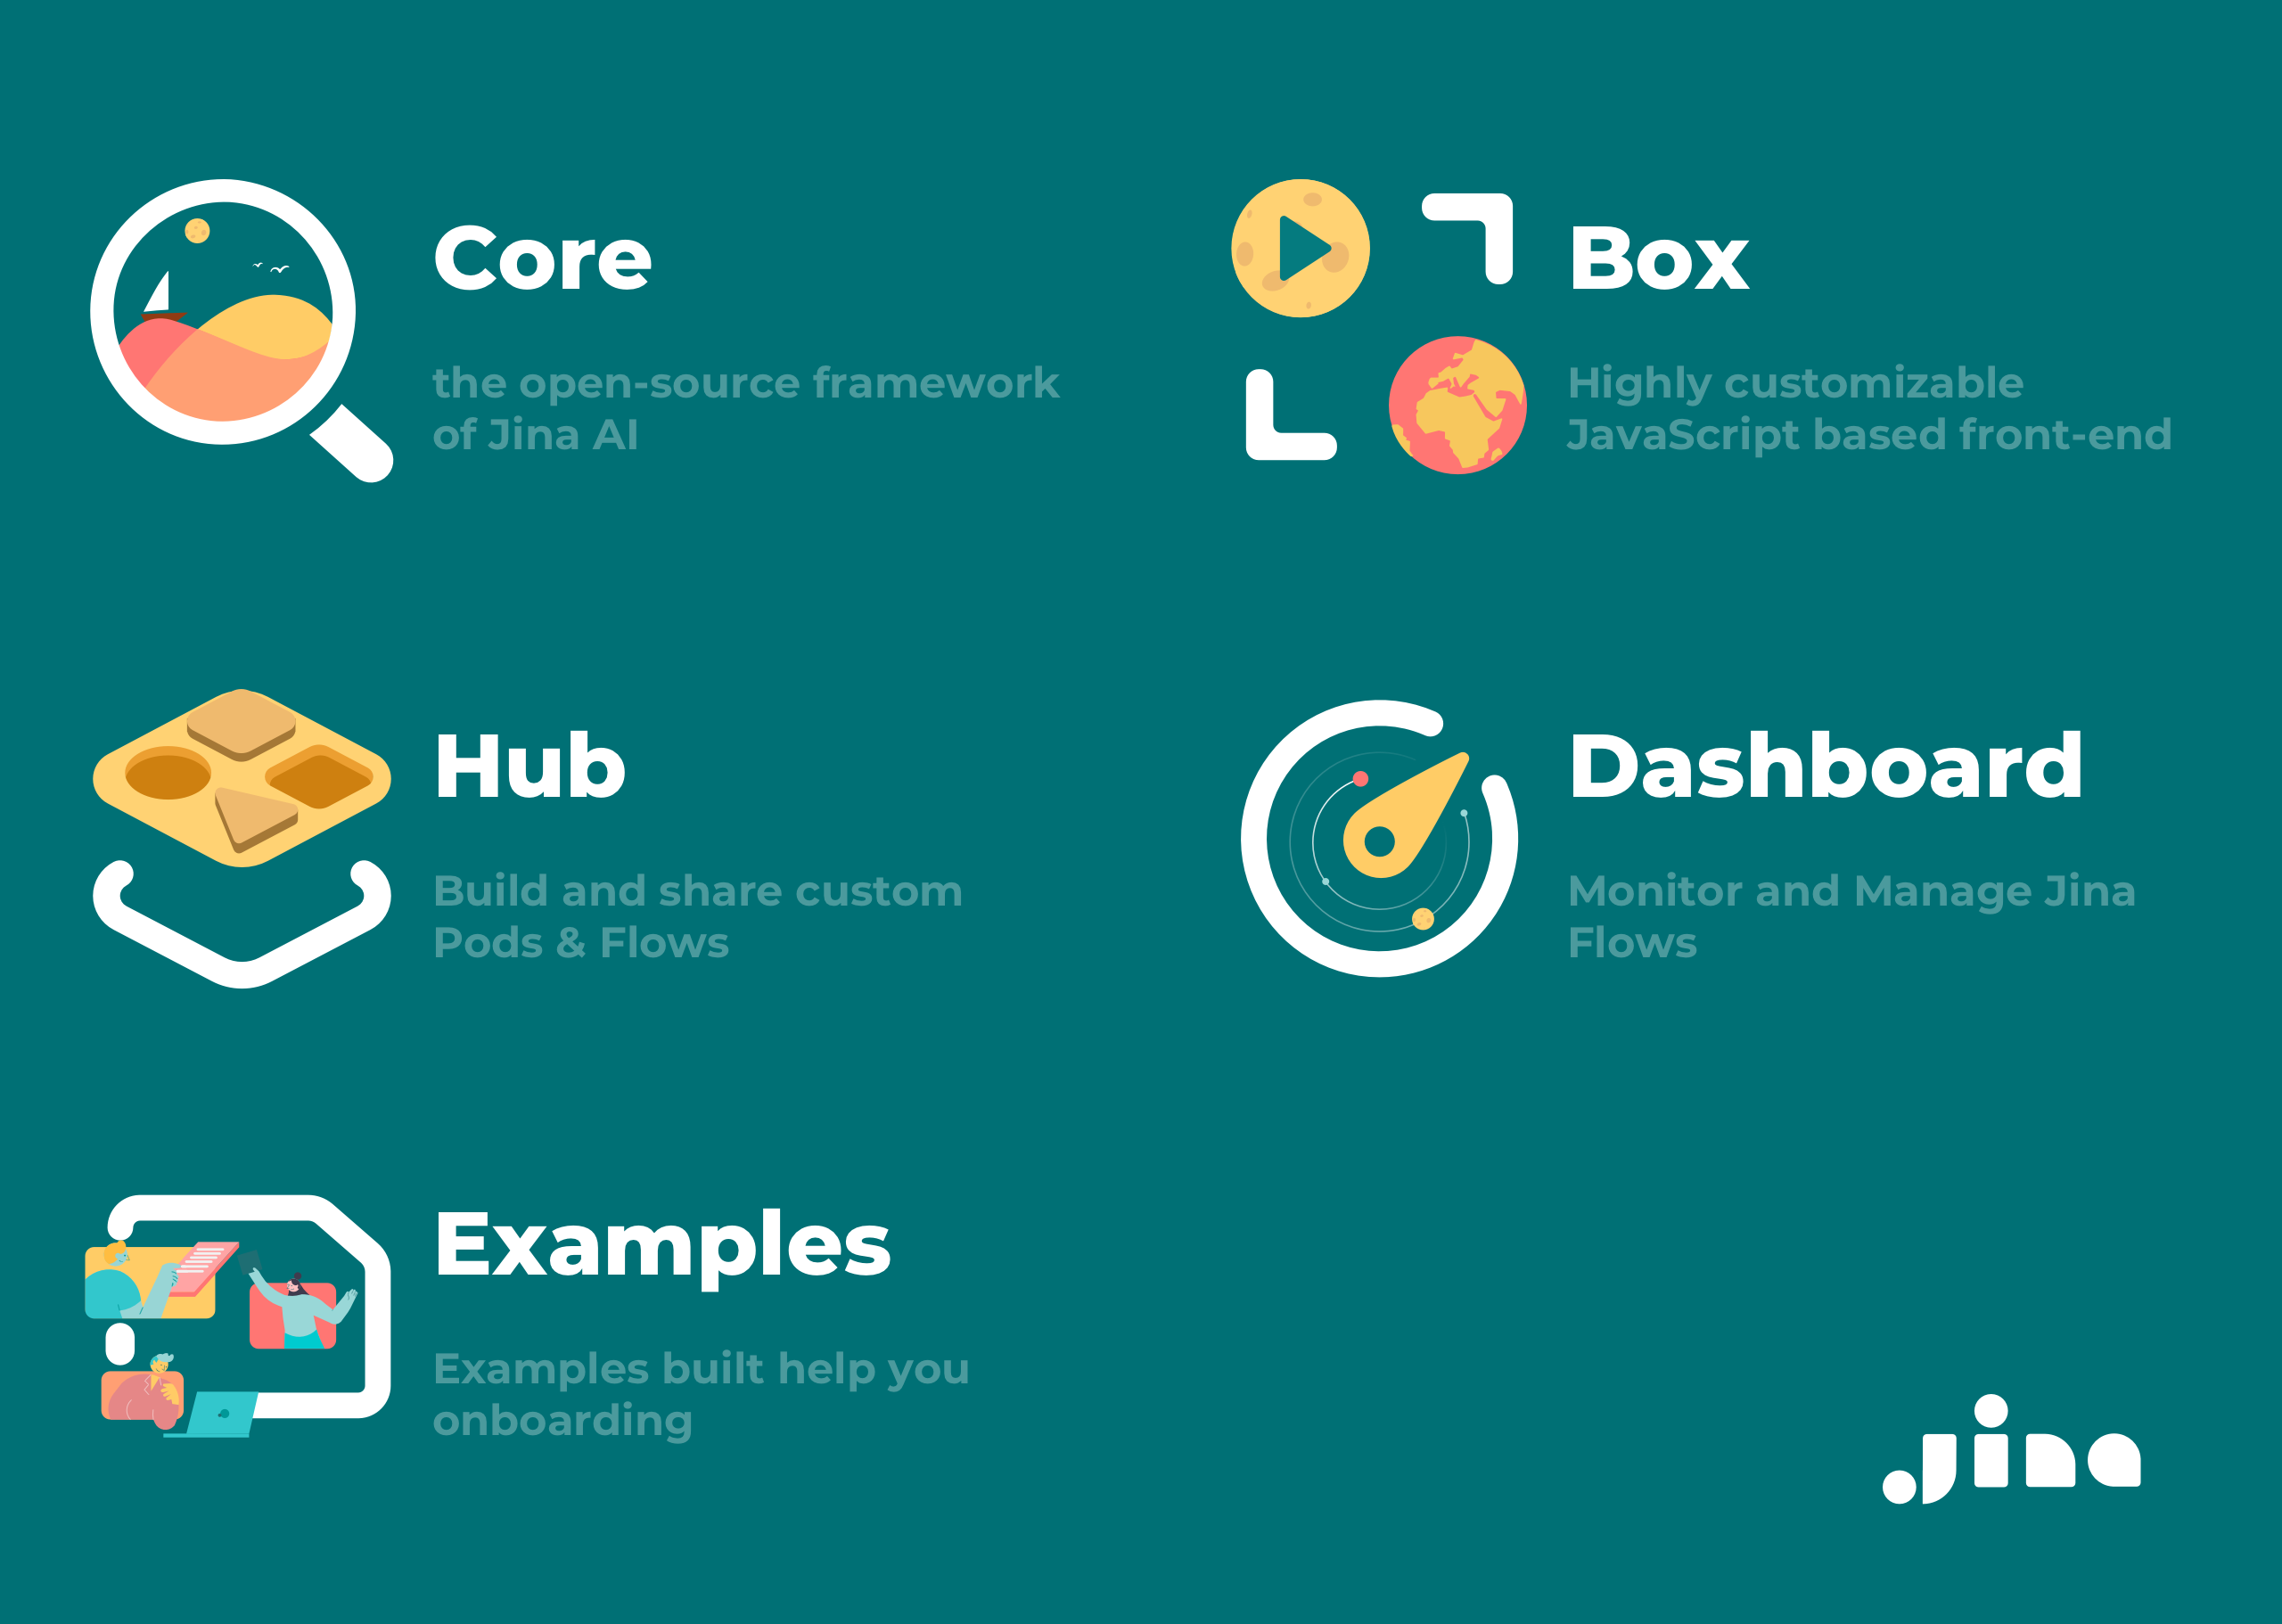 Core
the open-source framework
of Jina AI
Box
Highly customizable
JavaScript based front-end
Hub
Build and share custom
Pods & Flows
Dashboard
Monitor and Manage Jina
Flows
Examples
Examples built help you
onboarding
jina